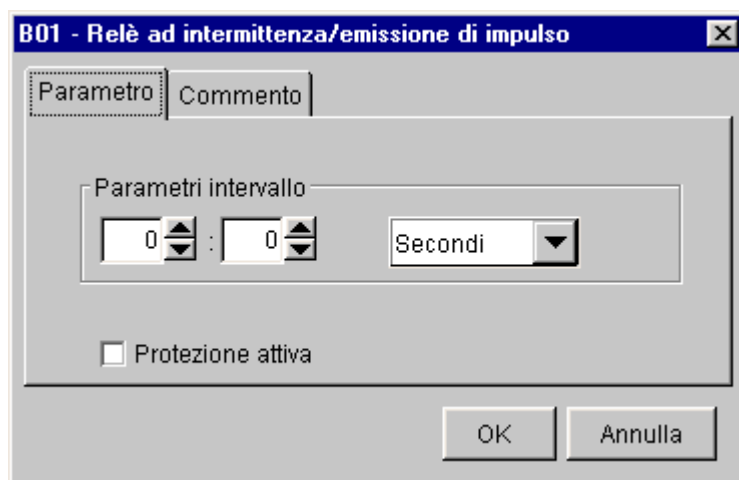 B01 - Relè ad intermittenza/emissione di impulso
Parametro Commento
Parametri intervallo
0 : 0 Secondi
Protezione attiva
OK Annulla